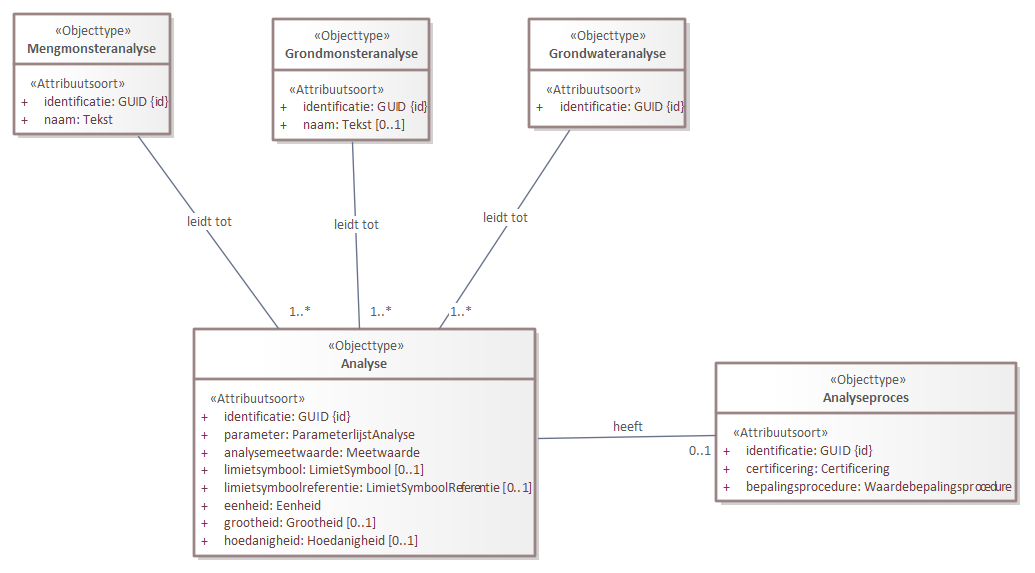 «Objecttype»
Mengmonsteranalyse
«Attribuutsoort»
+ identificatie: GUID {id}
+ naam: Tekst
«Objecttype»
Grondmonsteranalyse
«Attribuutsoort»
+ identificatie: GUID {id}
+ naam: Tekst [0..1]
«Objecttype»
Grondwateranalyse
«Attribuutsoort»
+ identificatie: GUID {id}
leidt tot
leidt tot
leidt tot
1..*
1..*
1..*
«Objecttype»
Analyse
«Attribuutsoort»
+ identificatie: GUID {id}
+ parameter: ParameterlijstAnalyse
+ analysemeetwaarde: Meetwaarde
+ limietsymbool: LimietSymbool [0..1]
+ limietsymboolreferentie: LimietSymboolReferentie [0..1]
+ eenheid: Eenheid
+ grootheid: Grootheid [0..1]
+ hoedanigheid: Hoedanigheid [0..1]
heeft
0..1
«Objecttype»
Analyseproces
«Attribuutsoort»
+ identificatie: GUID {id}
+ certificering: Certificering
+ bepalingsprocedure: Waardebepalingsprocedure